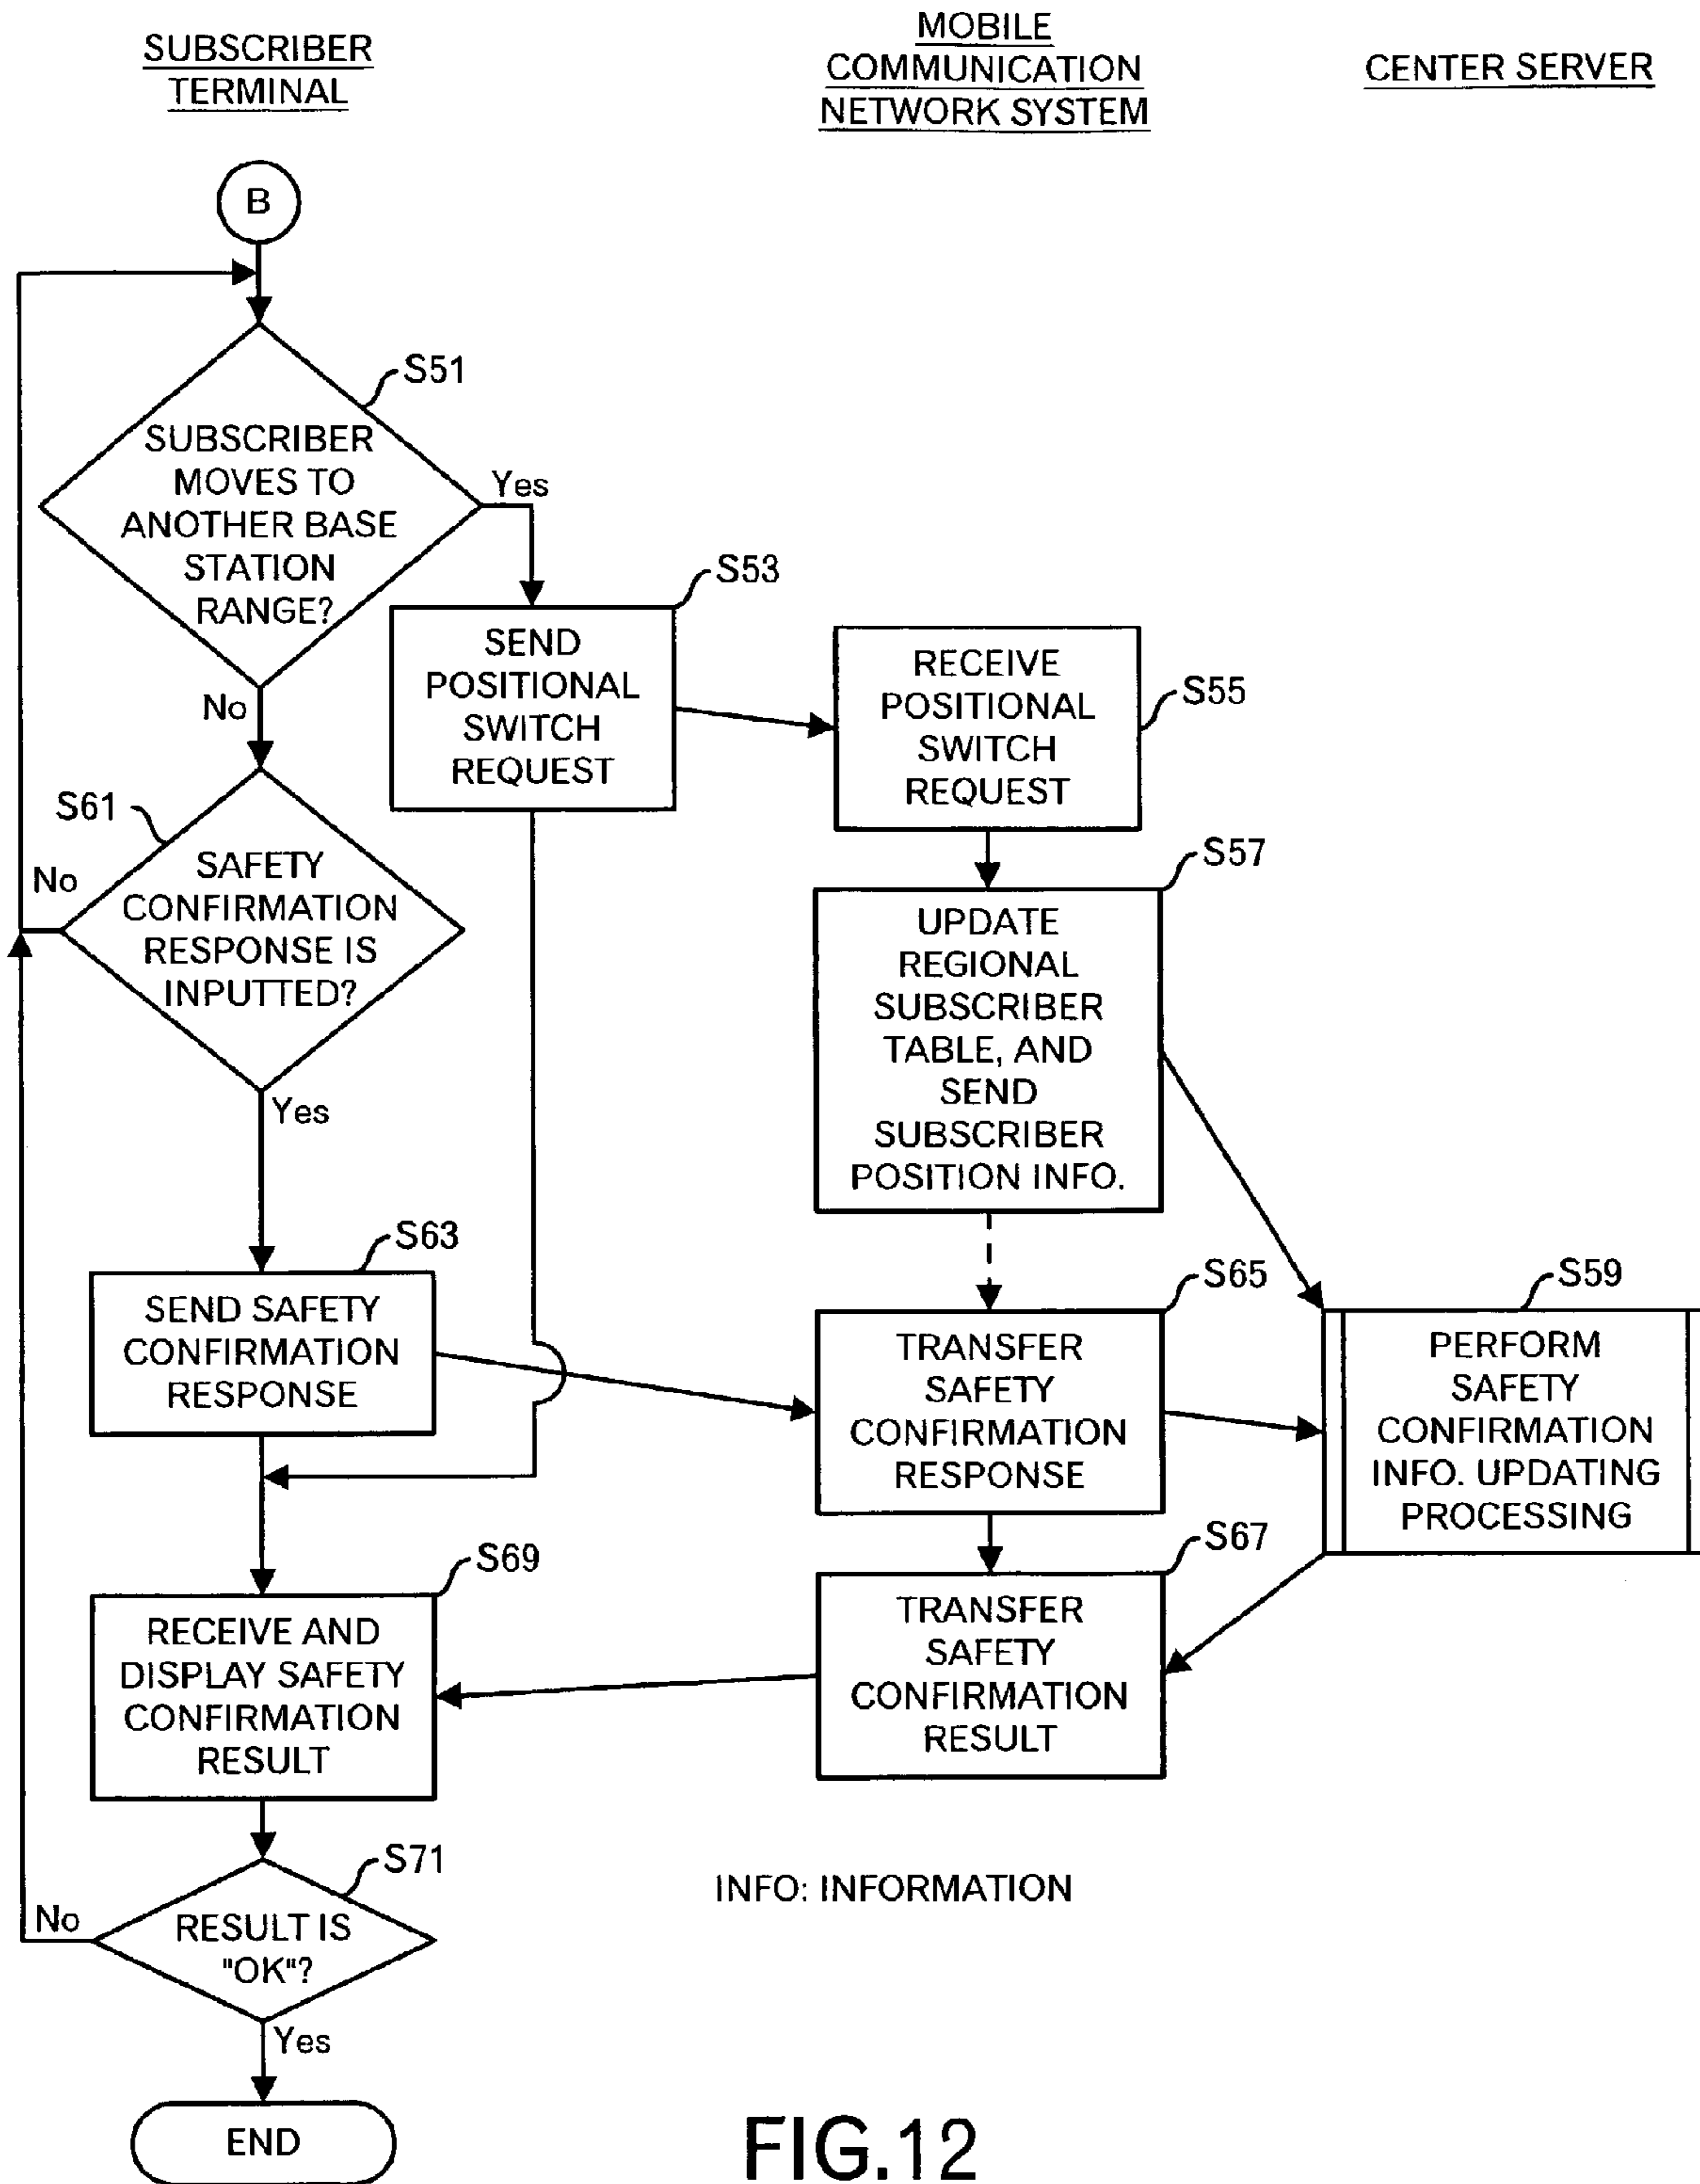 SUBSCRIBER
TERMINAL
MOBILE
COMMUNICATION
NETWORK SYSTEM
CENTER SERVER
B
S51
SUBSCRIBER
MOVES TO
ANOTHER BASE
STATION
RANGE?
Yes
No
S53
SEND
POSITIONAL
SWITCH
REQUEST
S55
RECEIVE
POSITIONAL
SWITCH
REQUEST
S57
UPDATE
REGIONAL
SUBSCRIBER
TABLE, AND
SEND
SUBSCRIBER
POSITION INFO.
S61
SAFETY
CONFIRMATION
RESPONSE IS
INPUTTED?
No
Yes
S63
SEND SAFETY
CONFIRMATION
RESPONSE
S65
TRANSFER
SAFETY
CONFIRMATION
RESPONSE
S59
PERFORM
SAFETY
CONFIRMATION
INFO. UPDATING
PROCESSING
S67
TRANSFER
SAFETY
CONFIRMATION
RESULT
S69
RECEIVE AND
DISPLAY SAFETY
CONFIRMATION
RESULT
S71
RESULT IS
"OK"?
No
Yes
END
INFO: INFORMATION
FIG.12